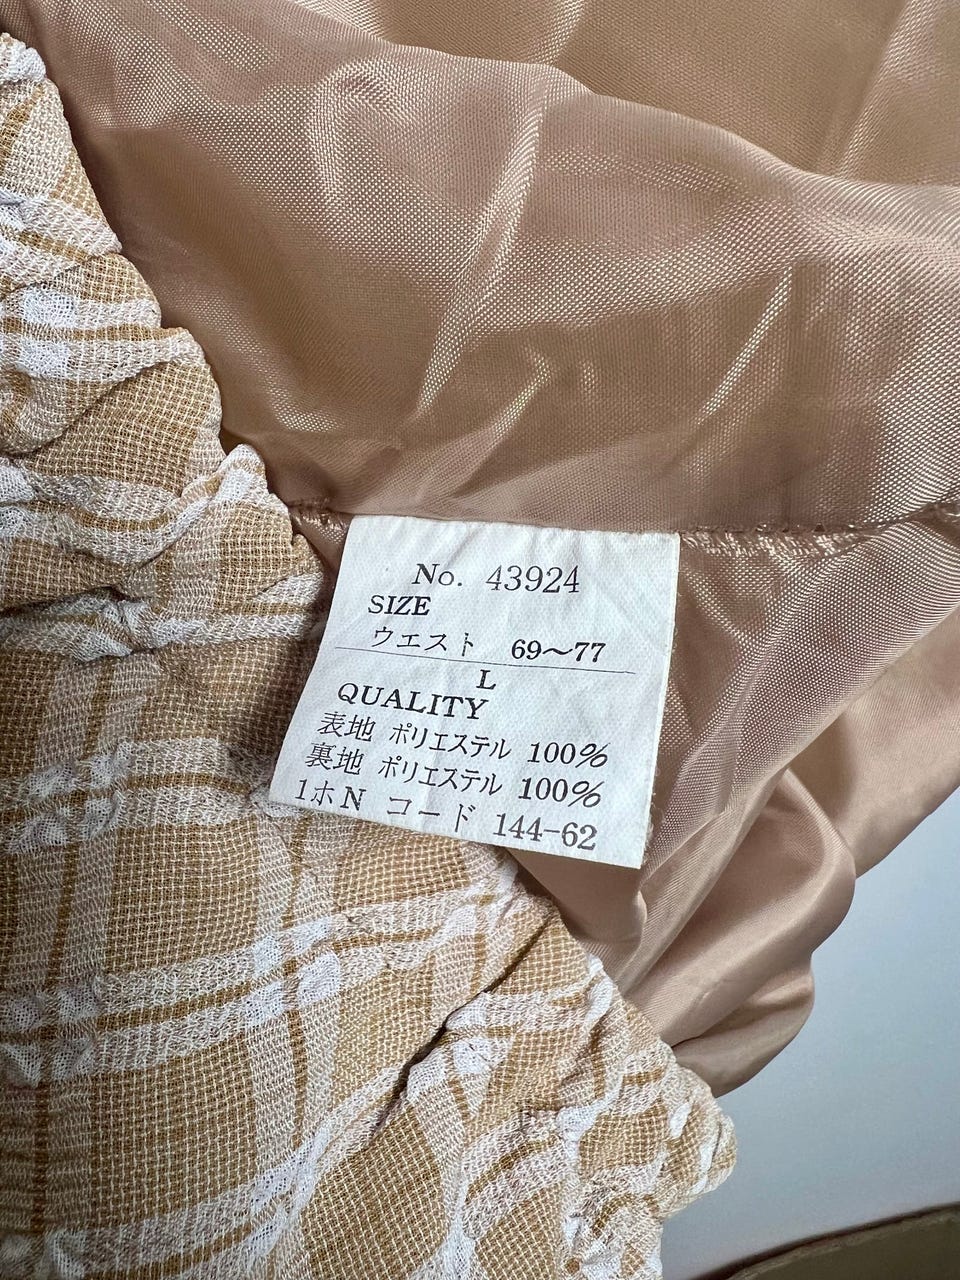 No. 43924
SIZE
ウエスト 69～77
L
QUALITY
表地 ポリエステル 100%
裏地 ポリエステル 100%
1ホN コード 144-62